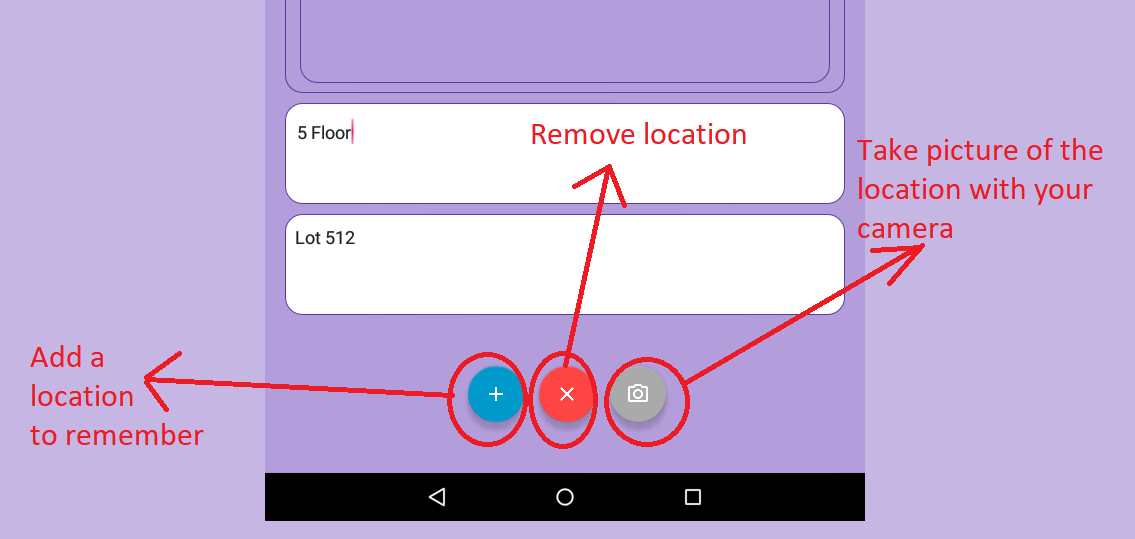 5 Floor
Remove location
Take picture of the
location with your
camera
Lot 512
Add a
location
to remember